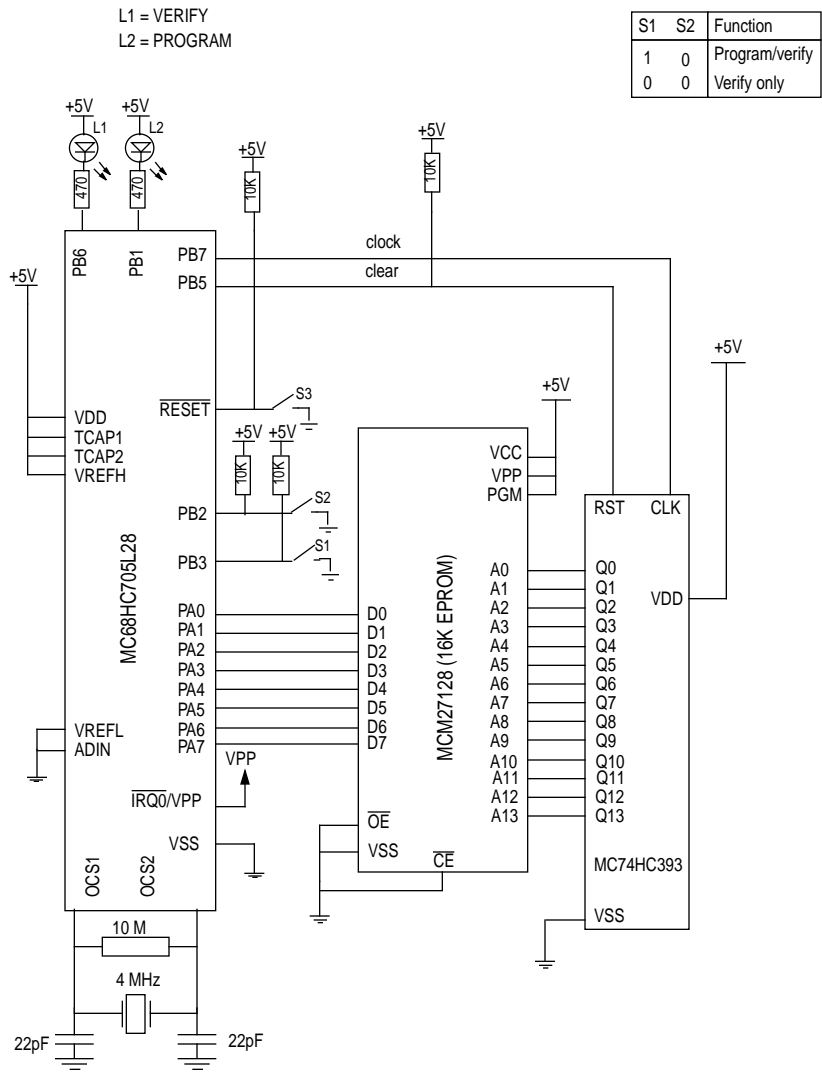 L1 = VERIFY
L2 = PROGRAM
S1 S2 Function
1 0 Program/verify
0 0 Verify only
+5V
+5V
L1
L2
470
470
+5V
10K
+5V
10K
PB6
PB1
PB7
PB5
clock
clear
+5V
+5V
RESET
S3
VDD
TCAP1
TCAP2
VREFH
+5V
+5V
10K
10K
PB2
S2
PB3
S1
MC68HC705L28
PA0
PA1
PA2
PA3
PA4
PA5
PA6
PA7
VREFL
ADIN
VPP
IRQ0/VPP
VSS
OCS1
OCS2
+5V
VCC
VPP
PGM
MCM27128 (16K EPROM)
D0
D1
D2
D3
D4
D5
D6
D7
A0
A1
A2
A3
A4
A5
A6
A7
A8
A9
A10
A11
A12
A13
OE
VSS
CE
RST CLK
Q0
Q1
Q2
Q3
Q4
Q5
Q6
Q7
Q8
Q9
Q10
Q11
Q12
Q13
VDD
MC74HC393
VSS
10 M
4 MHz
22pF
22pF